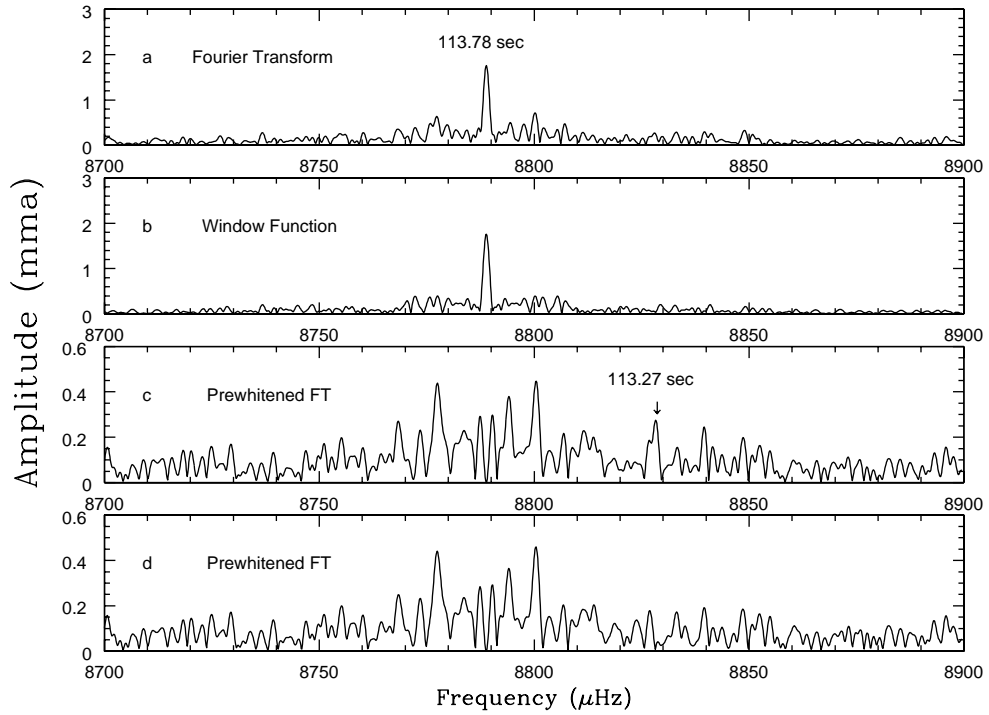 3
113.78 sec
2
a Fourier Transform
1
0
8700 8750 8800 8850 8900
3
2
b Window Function
1
0
8700 8750 8800 8850 8900
0.6
113.27 sec
0.4
c Prewhitened FT
↓
0.2
0
8700 8750 8800 8850 8900
0.6
0.4
d Prewhitened FT
0.2
0
8700 8750 8800 8850 8900
Frequency (μHz)
Amplitude (mma)